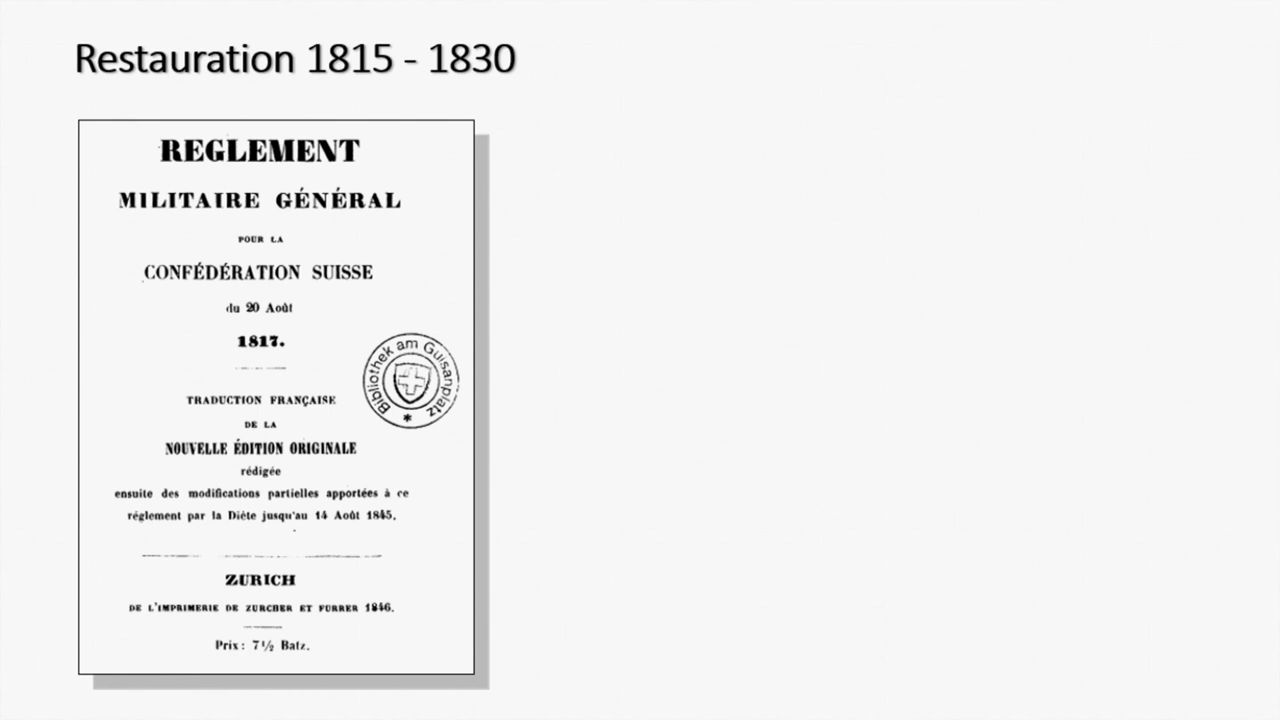 Restauration 1815 - 1830
REGLEMENT
MILITAIRE GÉNÉRAL
POUR LA
CONFÉDÉRATION SUISSE
du 20 Août
1817.
Bibliothek am Guisanplatz *
TRADUCTION FRANÇAISE
DE LA
NOUVELLE ÉDITION ORIGINALE
rédigée
ensuite des modifications partielles apportées à ce
réglement par la Diète jusqu'au 14 Août 1845.
ZURICH
DE L'IMPRIMERIE DE ZURCHER ET FURRER 1846.
Prix: 7½ Batz.